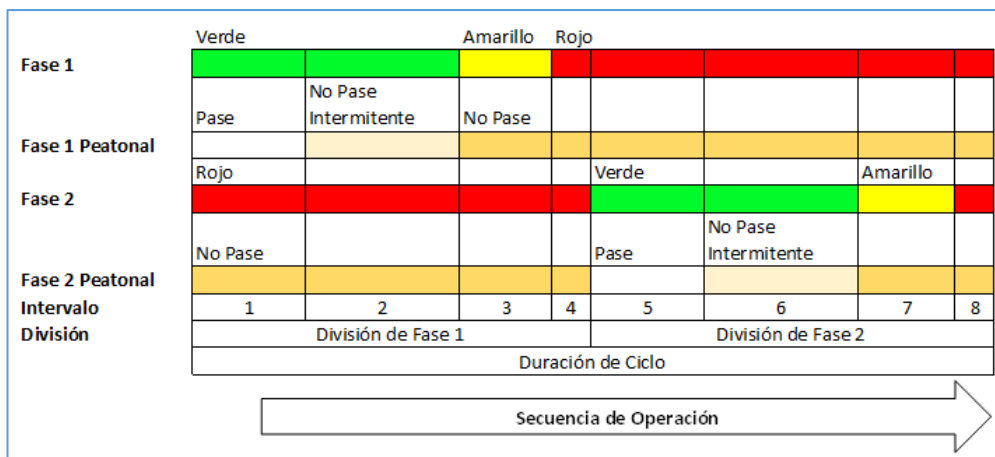 Verde Amarillo Rojo
Fase 1
No Pase
Pase Intermitente No Pase
Fase 1 Peatonal
Rojo Verde Amarillo
Fase 2
No Pase
No Pase Pase Intermitente
Fase 2 Peatonal
Intervalo 1 2 3 4 5 6 7 8
División División de Fase 1 División de Fase 2
Duración de Ciclo
Secuencia de Operación